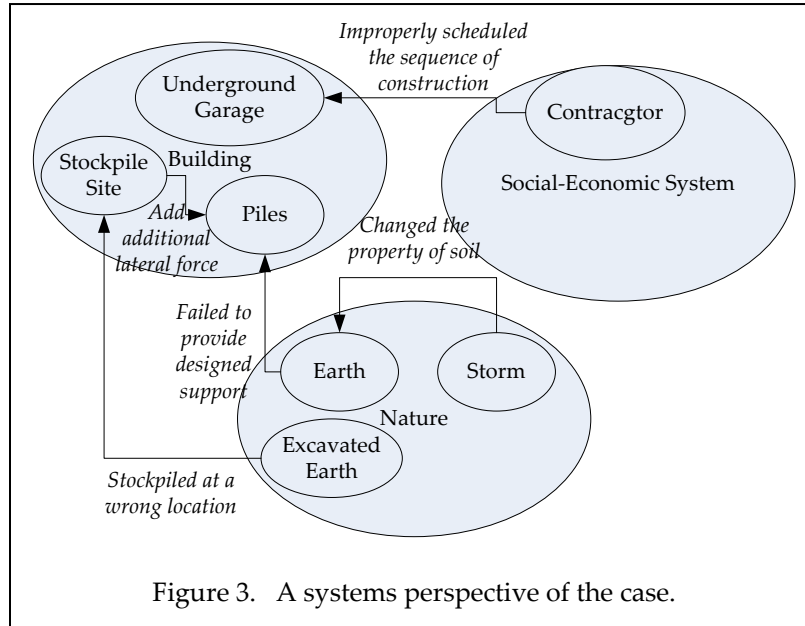 Improperly scheduled
the sequence of
construction
Underground
Garage
Contracgtor
Stockpile
Site
Building
Social-Economic System
Piles
Add
additional
lateral force
Changed the
property of soil
Failed to
provide
designed
support
Earth
Storm
Nature
Excavated
Earth
Stockpiled at a
wrong location
Figure 3. A systems perspective of the case.